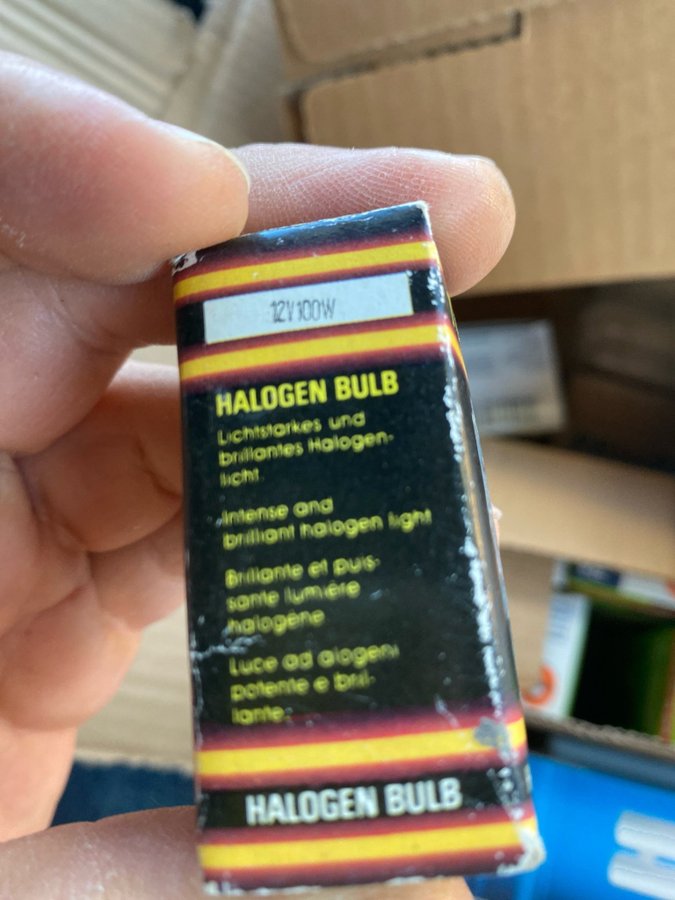 12V100W
HALOGEN BULB
Lichtstarkes und
brillantes Halogen-
licht.
Intense and
brilliant halogen light
Brillante et puis-
sante lumière
halogène
Luce ad alogeni
potente e bril-
lante.
HALOGEN BULB